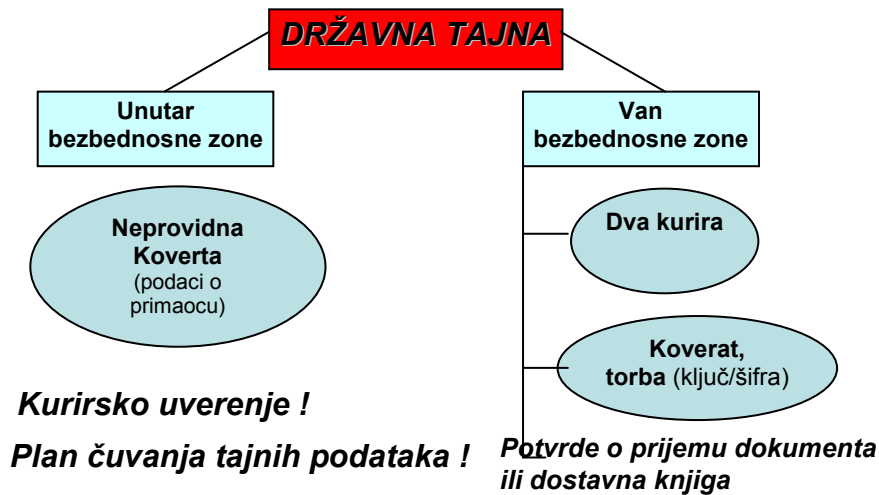 DRŽAVNA TAJNA
Unutar
bezbednosne zone
Van
bezbednosne zone
Neprovidna
Koverta
(podaci o
primaocu)
Dva kurira
Koverat,
torba (ključ/šifra)
Kurirsko uverenje !
Plan čuvanja tajnih podataka !
Potvrde o prijemu dokumenta
ili dostavna knjiga